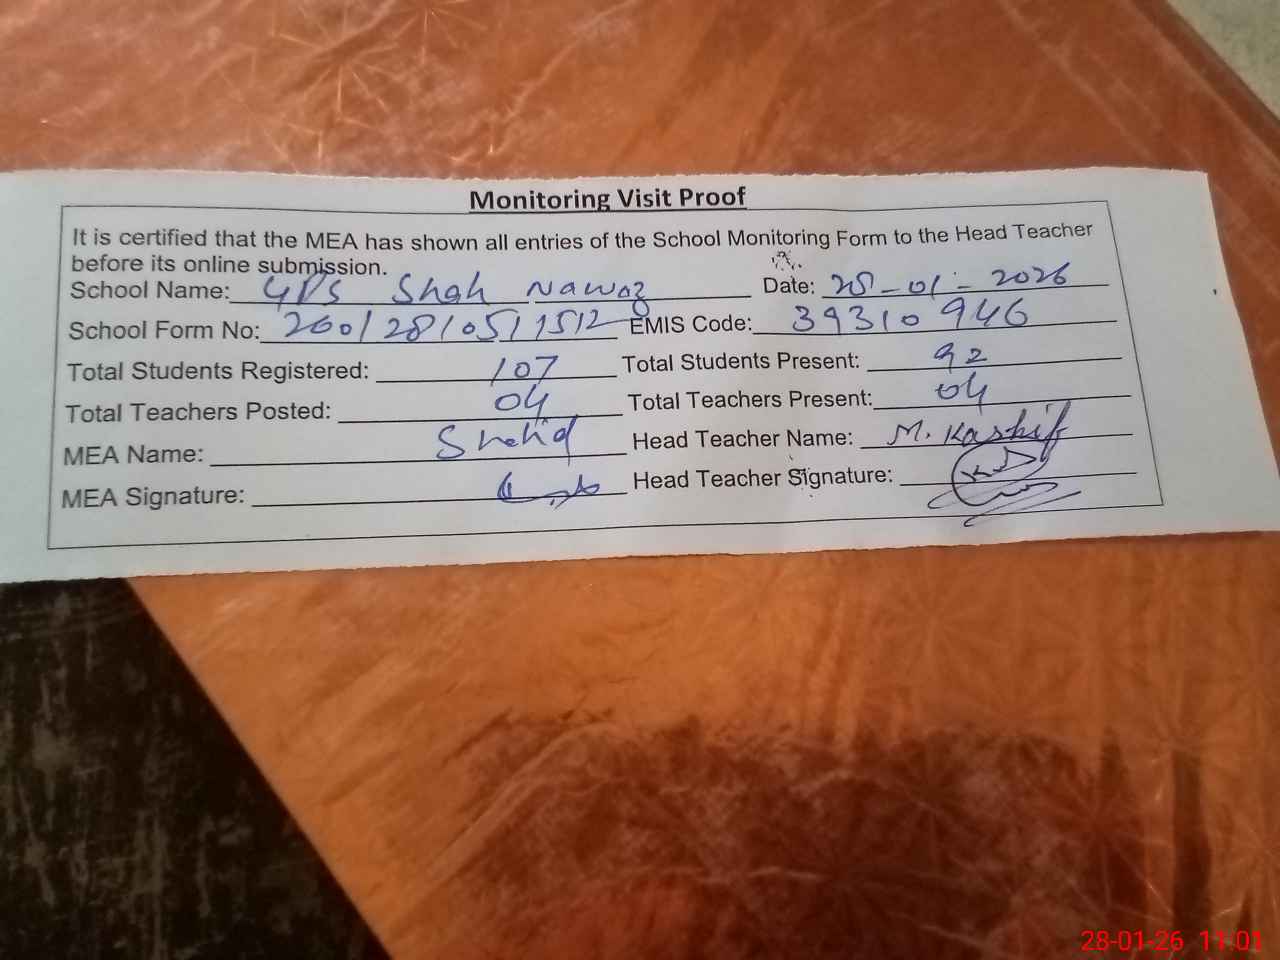 Monitoring Visit Proof
It is certified that the MEA has shown all entries of the School Monitoring Form to the Head Teacher
before its online submission.
School Name: GPS Shah Nawaz Date: 28-01-2026
School Form No: 26012810511512 EMIS Code: 39310946
Total Students Registered: 107 Total Students Present: 92
Total Teachers Posted: 04 Total Teachers Present: 04
MEA Name: Shahid Head Teacher Name: M. Kashif
MEA Signature: Head Teacher Signature:
28-01-26 11:01